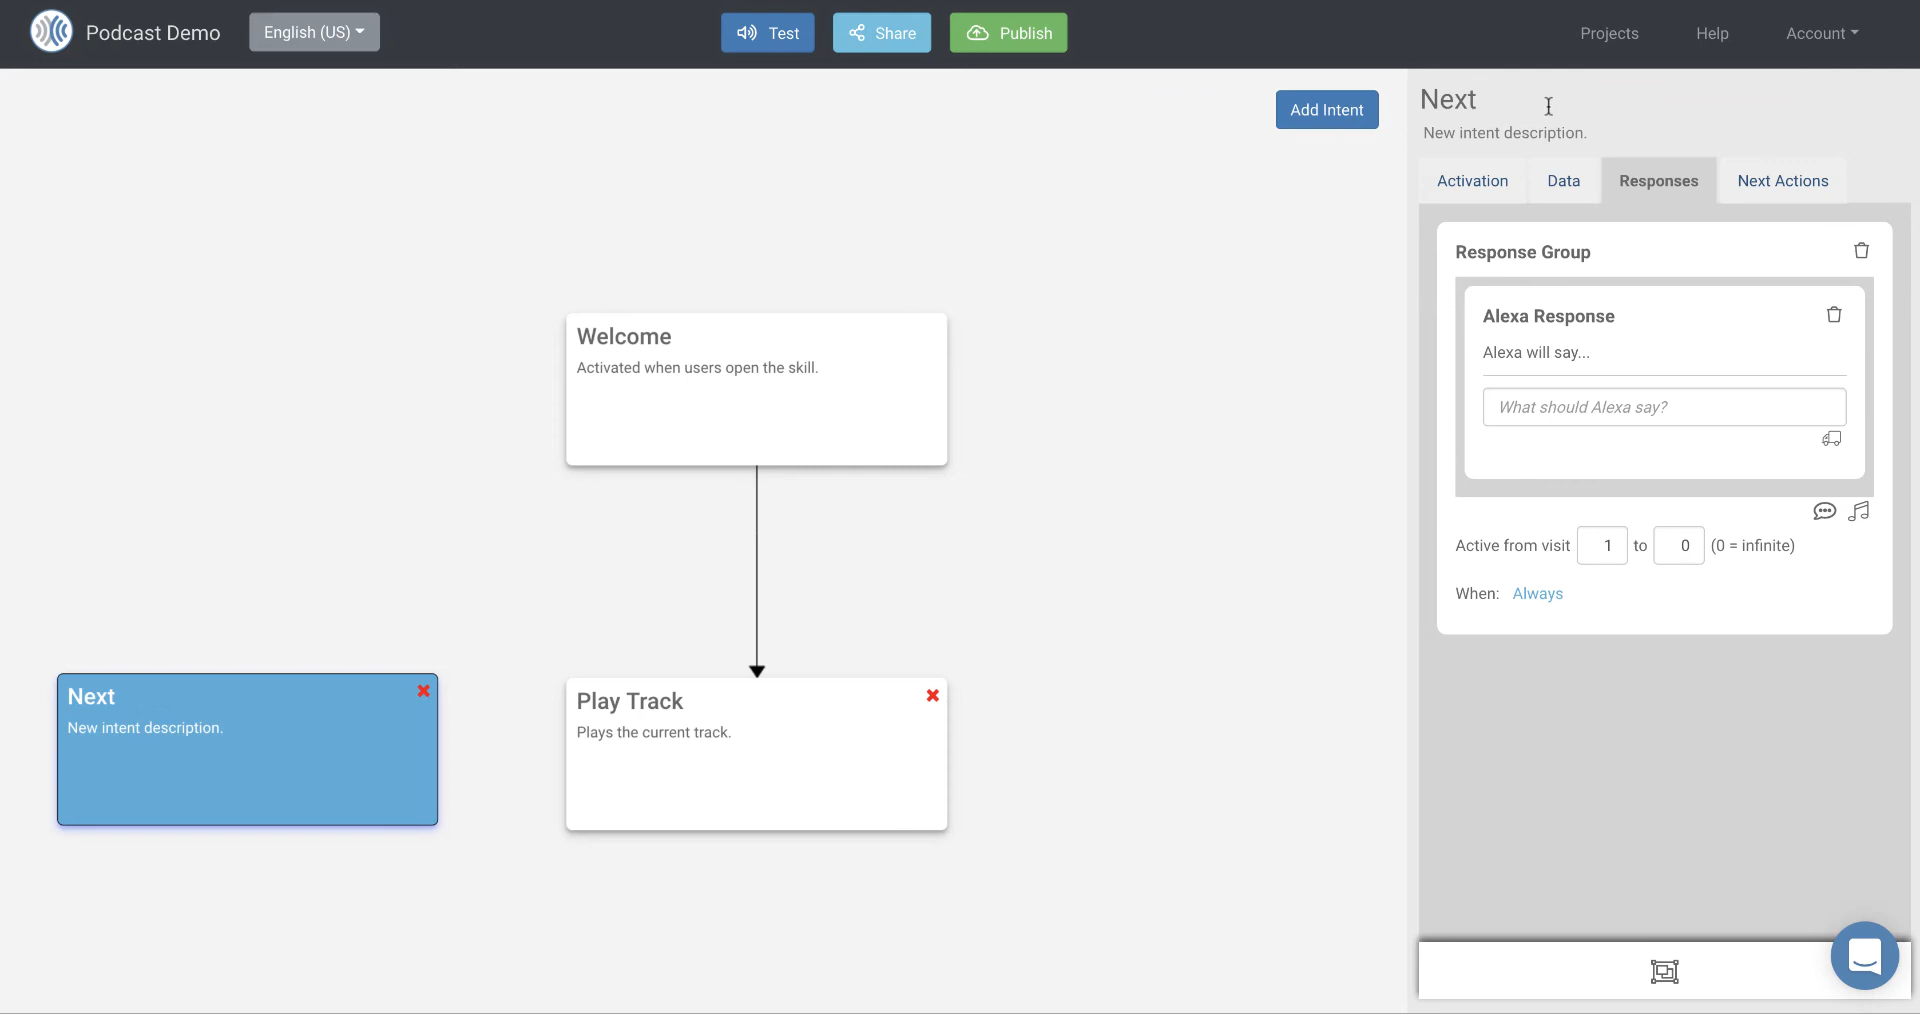 Podcast Demo
English (US)
Test
Share
Publish
Projects
Help
Account
Add Intent
Welcome
Activated when users open the skill.
Next
New intent description.
Play Track
Plays the current track.
Next
New intent description.
Activation
Data
Responses
Next Actions
Response Group
Alexa Response
Alexa will say...
What should Alexa say?
Active from visit 1 to 0 (0 = infinite)
When: Always